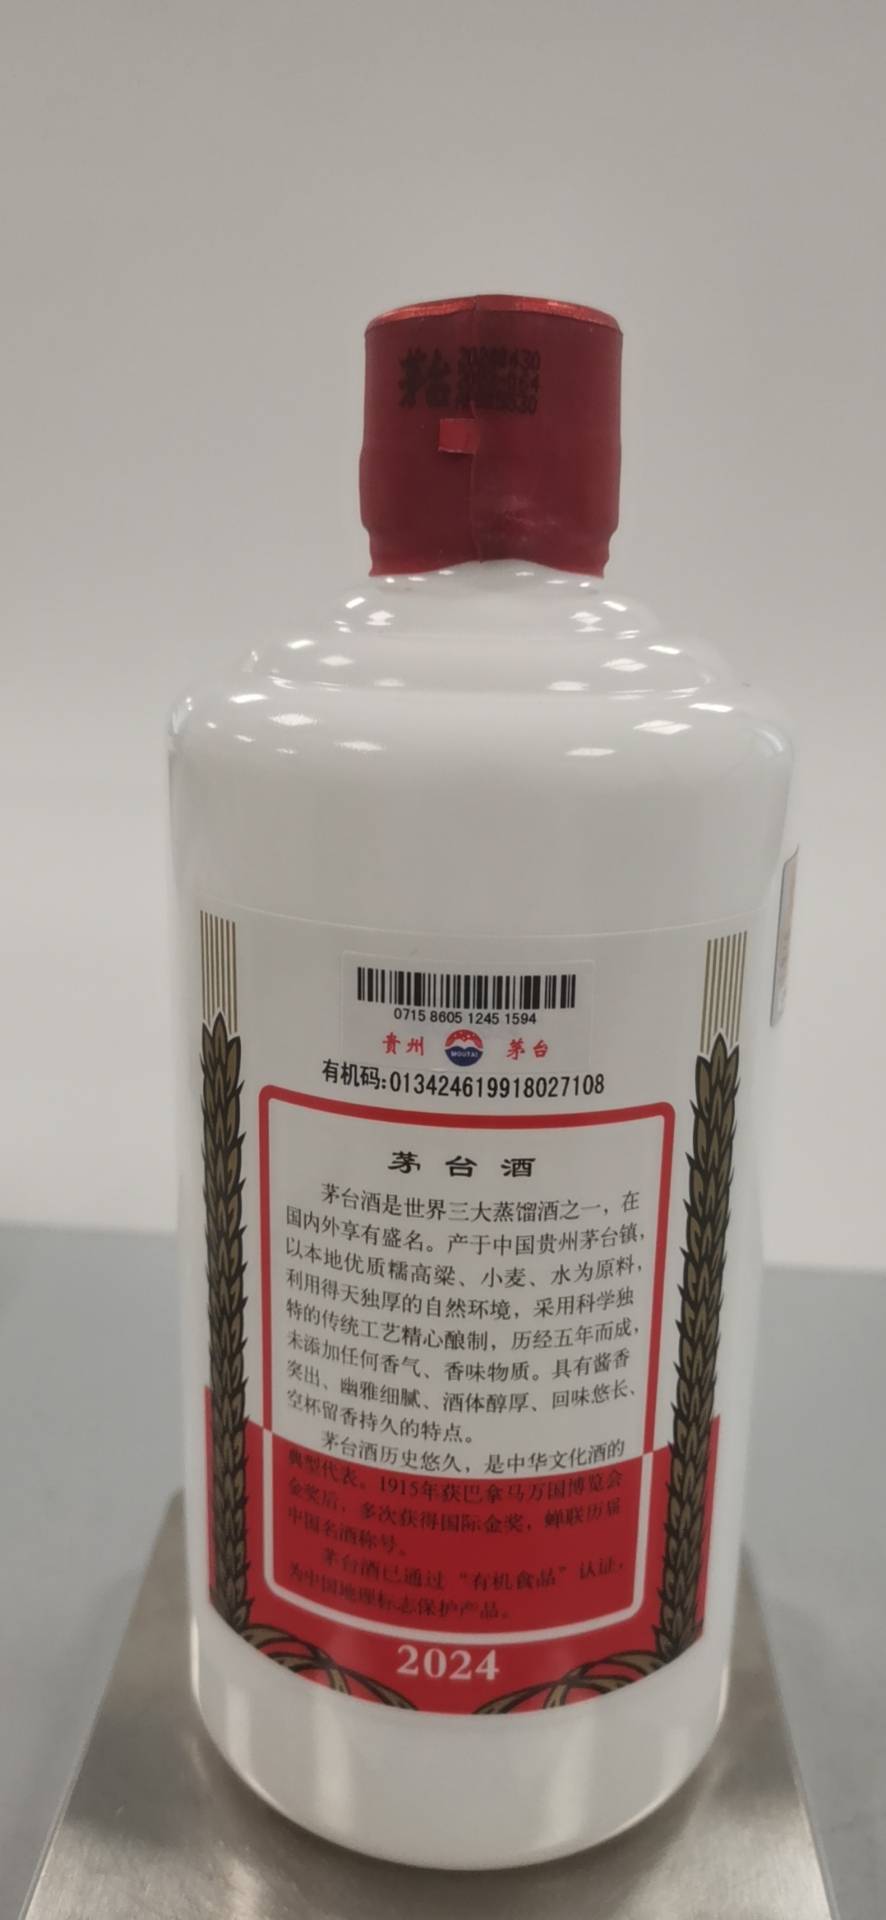 茅台
0715 8605 1245 1594
贵州 MOUTAI 茅台
有机码:013424619918027108
茅台酒
茅台酒是世界三大蒸馏酒之一，在
国内外享有盛名。产于中国贵州茅台镇，
以本地优质糯高粱、小麦、水为原料，
利用得天独厚的自然环境，采用科学独
特的传统工艺精心酿制，历经五年而成，
未添加任何香气、香味物质。具有酱香
突出、幽雅细腻、酒体醇厚、回味悠长、
空杯留香持久的特点。
茅台酒历史悠久，是中华文化酒的
典型代表。1915年获巴拿马万国博览会
金奖后，多次获得国际金奖，蝉联历届
中国名酒称号。
茅台酒已通过“有机食品”认证，
为中国地理标志保护产品。
2024